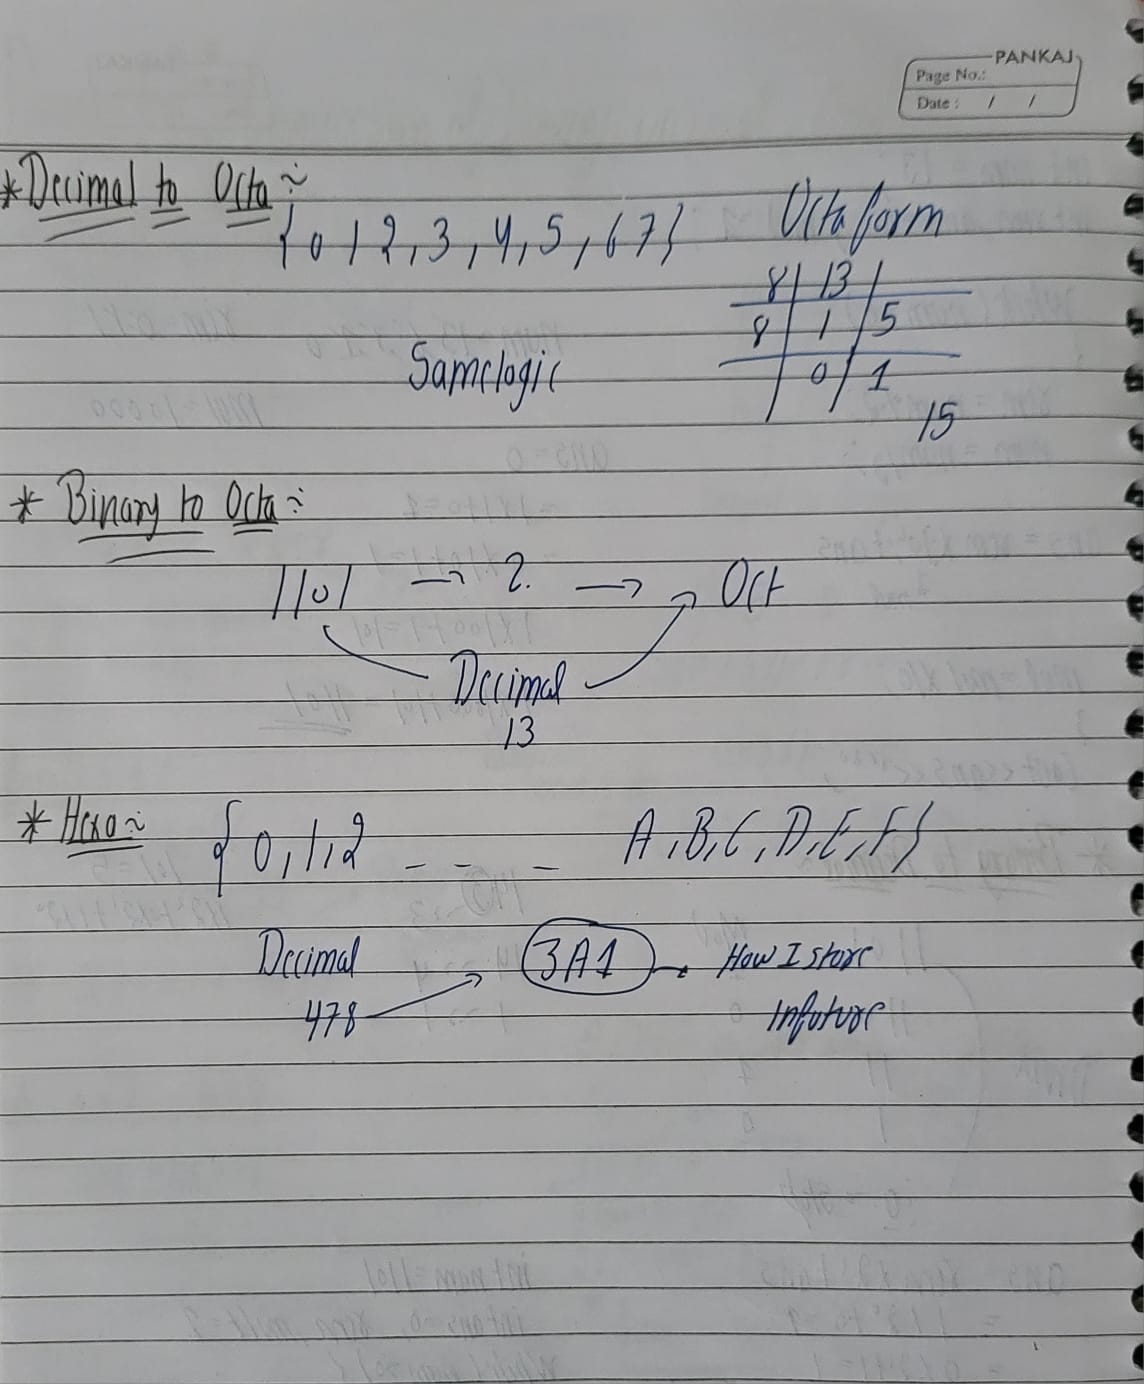 PANKAJ
Page No.:
Date : / /
* Decimal to Octa ~
{0 1 2, 3, 4, 5, 6 7}
Octa form
8 | 13 |
8 | 1 | 5
| 0 | 1
15
Same logic
* Binary to Octa ~
1101 → ?. → Oct
Decimal
13
* Hexa ~ {0, 1, 2 - - - A, B, C, D, E, F}
Decimal 3A1 → How I store
478 Infuture